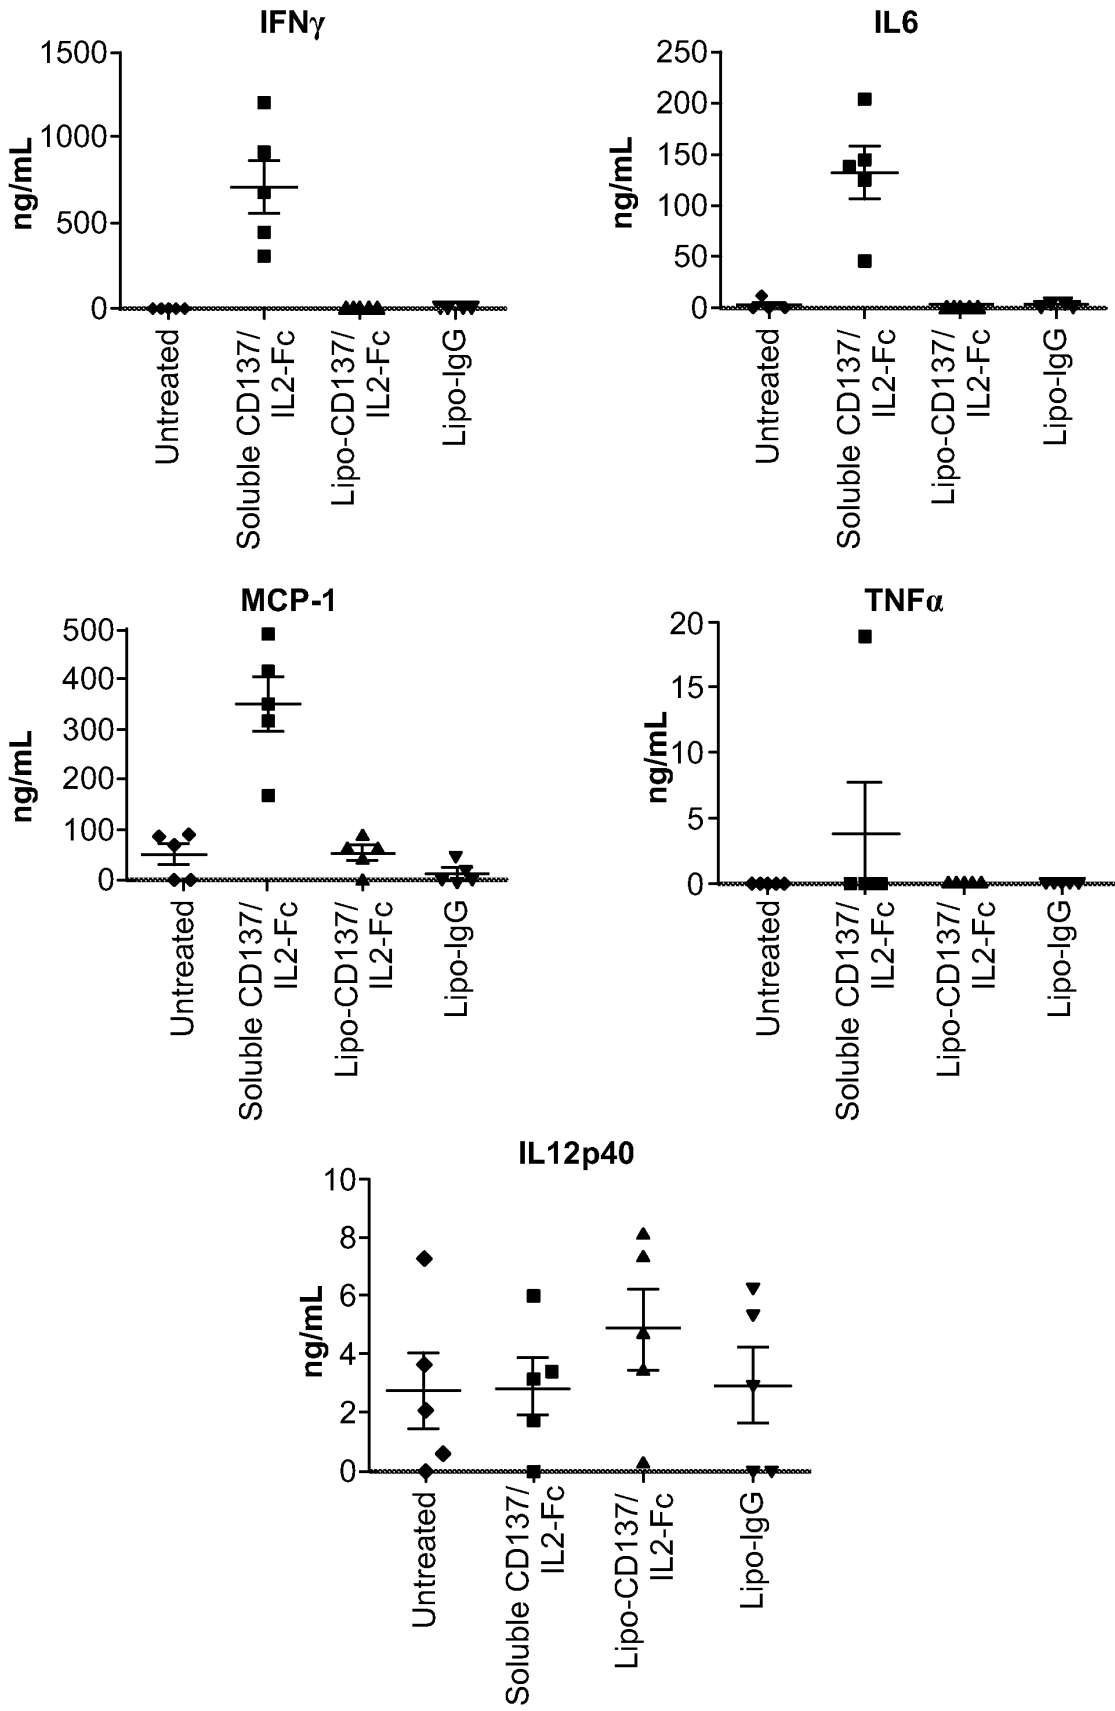 IFNγ
1500
1000
500
0
ng/mL
Untreated
Soluble CD137/
IL2-Fc
Lipo-CD137/
IL2-Fc
Lipo-IgG
IL6
250
200
150
100
50
0
ng/mL
Untreated
Soluble CD137/
IL2-Fc
Lipo-CD137/
IL2-Fc
Lipo-IgG
MCP-1
500
400
300
200
100
0
ng/mL
Untreated
Soluble CD137/
IL2-Fc
Lipo-CD137/
IL2-Fc
Lipo-IgG
TNFα
20
15
10
5
0
ng/mL
Untreated
Soluble CD137/
IL2-Fc
Lipo-CD137/
IL2-Fc
Lipo-IgG
IL12p40
10
8
6
4
2
0
ng/mL
Untreated
Soluble CD137/
IL2-Fc
Lipo-CD137/
IL2-Fc
Lipo-IgG